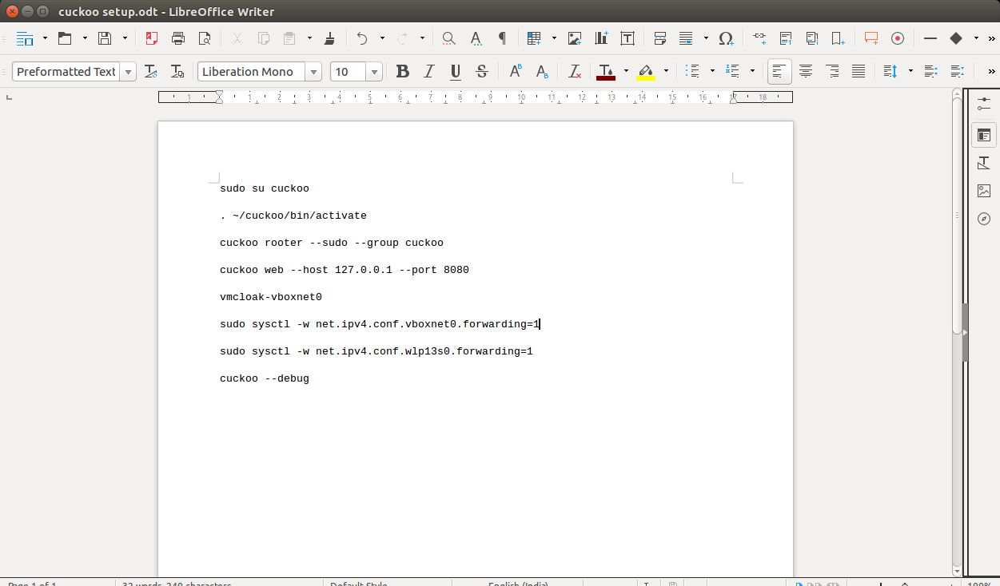 cuckoo setup.odt - LibreOffice Writer
Preformatted Text
Liberation Mono
10
1 1 2 3 4 5 6 7 8 9 10 11 12 13 14 15 16 17 18
sudo su cuckoo
. ~/cuckoo/bin/activate
cuckoo rooter --sudo --group cuckoo
cuckoo web --host 127.0.0.1 --port 8080
vmcloak-vboxnet0
sudo sysctl -w net.ipv4.conf.vboxnet0.forwarding=1
sudo sysctl -w net.ipv4.conf.wlp13s0.forwarding=1
cuckoo --debug
Page 1 of 1 32 words, 240 characters Default Style English (India) 100%